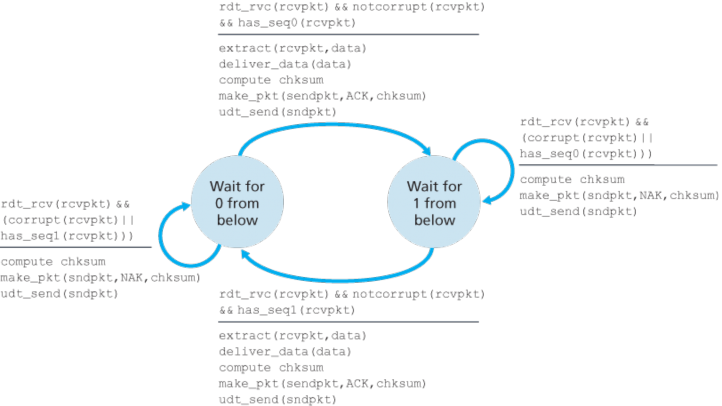 rdt_rvc(rcvpkt) && notcorrupt(rcvpkt)
&& has_seq0(rcvpkt)
extract(rcvpkt,data)
deliver_data(data)
compute chksum
make_pkt(sendpkt,ACK,chksum)
udt_send(sndpkt)
rdt_rcv(rcvpkt) &&
(corrupt(rcvpkt)||
has_seq0(rcvpkt)))
compute chksum
make_pkt(sndpkt,NAK,chksum)
udt_send(sndpkt)
Wait for
0 from
below
Wait for
1 from
below
rdt_rcv(rcvpkt) &&
(corrupt(rcvpkt)||
has_seq1(rcvpkt)))
compute chksum
make_pkt(sndpkt,NAK,chksum)
udt_send(sndpkt)
rdt_rvc(rcvpkt) && notcorrupt(rcvpkt)
&& has_seq1(rcvpkt)
extract(rcvpkt,data)
deliver_data(data)
compute chksum
make_pkt(sendpkt,ACK,chksum)
udt_send(sndpkt)